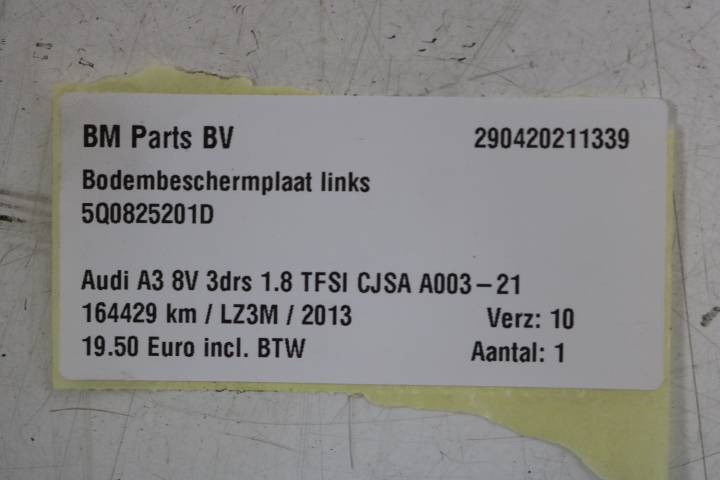 BM Parts BV 290420211339
Bodembeschermplaat links
5Q0825201D
Audi A3 8V 3drs 1.8 TFSI CJSA A003-21
164429 km / LZ3M / 2013 Verz: 10
19.50 Euro incl. BTW Aantal: 1